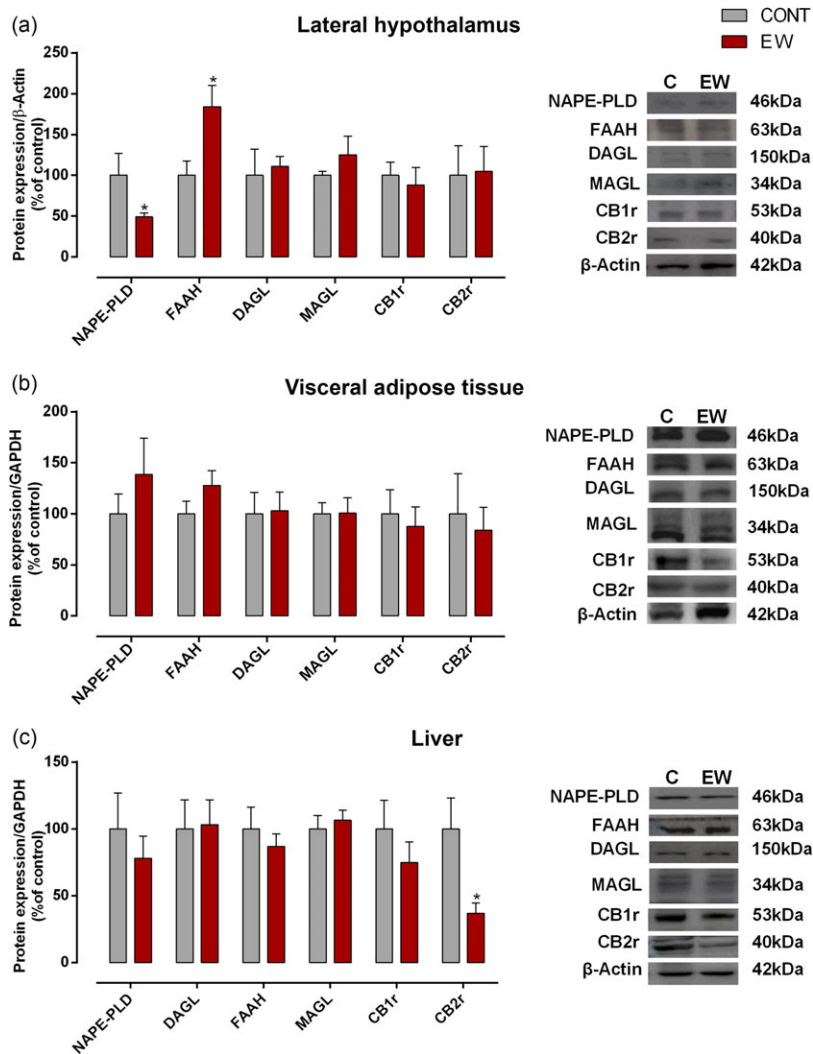 (a)
Lateral hypothalamus
CONT
EW
Protein expression/β-Actin
(%of control)
250
200
150
100
50
0
*
*
NAPE-PLD
FAAH
DAGL
MAGL
CB1r
CB2r
C EW
NAPE-PLD 46kDa
FAAH 63kDa
DAGL 150kDa
MAGL 34kDa
CB1r 53kDa
CB2r 40kDa
β-Actin 42kDa
(b)
Visceral adipose tissue
Protein expression/GAPDH
(%of control)
200
150
100
50
0
NAPE-PLD
FAAH
DAGL
MAGL
CB1r
CB2r
C EW
NAPE-PLD 46kDa
FAAH 63kDa
DAGL 150kDa
MAGL 34kDa
CB1r 53kDa
CB2r 40kDa
β-Actin 42kDa
(c)
Liver
Protein expression/GAPDH
(%of control)
150
100
50
0
*
NAPE-PLD
DAGL
FAAH
MAGL
CB1r
CB2r
C EW
NAPE-PLD 46kDa
FAAH 63kDa
DAGL 150kDa
MAGL 34kDa
CB1r 53kDa
CB2r 40kDa
β-Actin 42kDa